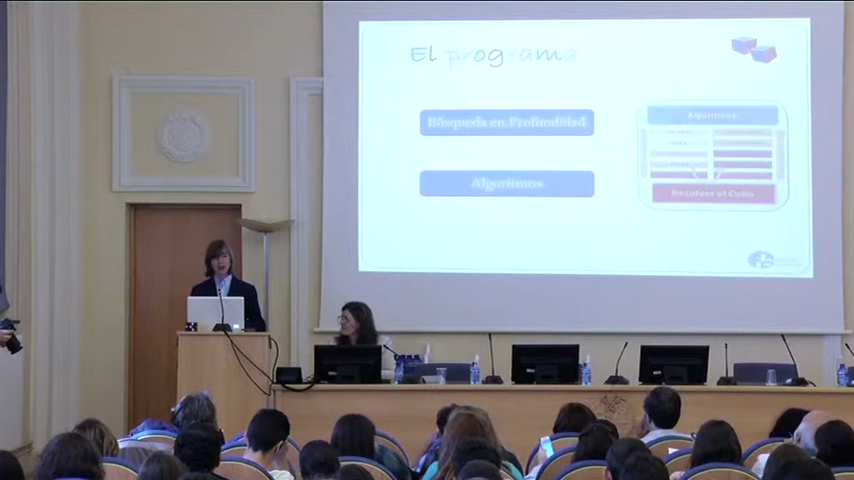 El programa
Búsqueda en Profundidad
Algoritmos
Algoritmos
Resolver el Cubo